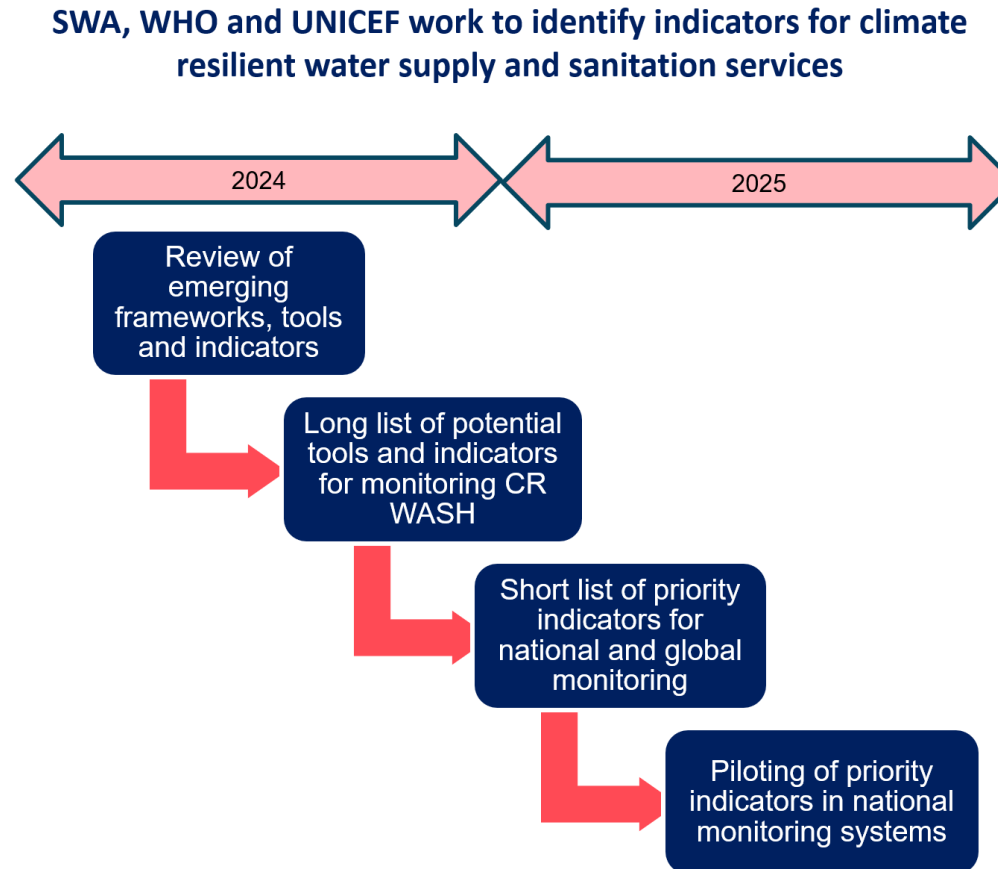 SWA, WHO and UNICEF work to identify indicators for climate
resilient water supply and sanitation services
2024
2025
Review of
emerging
frameworks, tools
and indicators
Long list of potential
tools and indicators
for monitoring CR
WASH
Short list of priority
indicators for
national and global
monitoring
Piloting of priority
indicators in national
monitoring systems